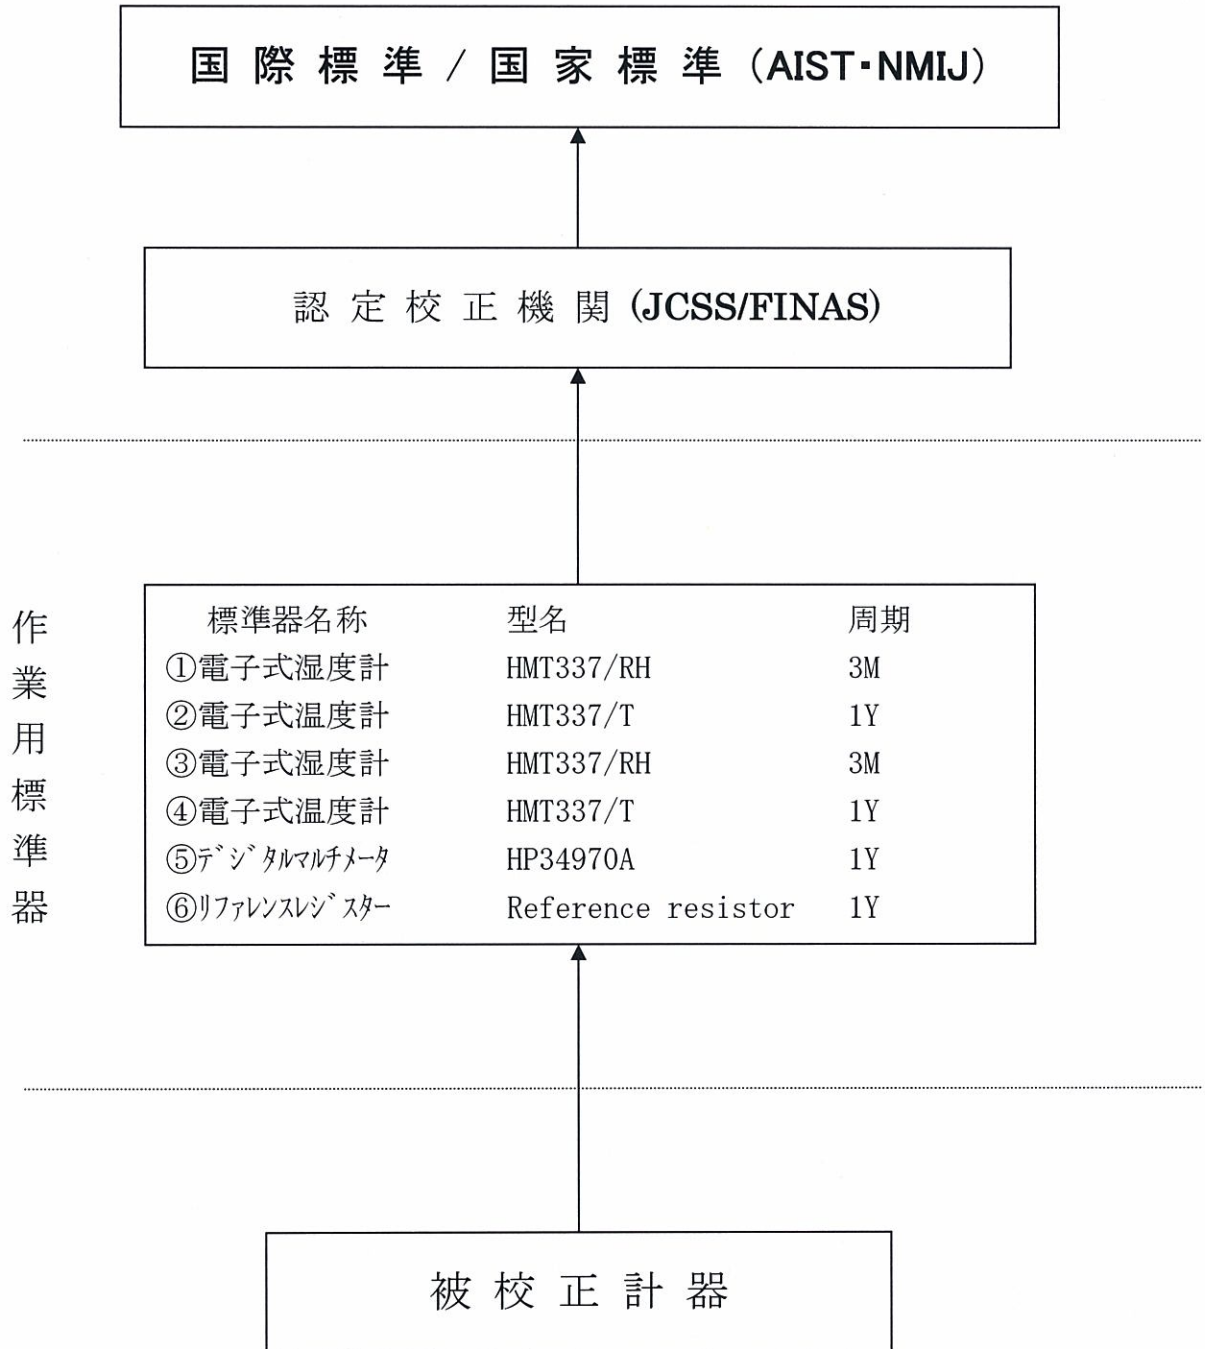 国際標準/国家標準(AIST・NMIJ)
認定校正機関(JCSS/FINAS)
作業用標準器
標準器名称 型名 周期
①電子式湿度計 HMT337/RH 3M
②電子式温度計 HMT337/T 1Y
③電子式湿度計 HMT337/RH 3M
④電子式温度計 HMT337/T 1Y
⑤デジタルマルチメータ HP34970A 1Y
⑥リファレンスレジスター Reference resistor 1Y
被校正計器